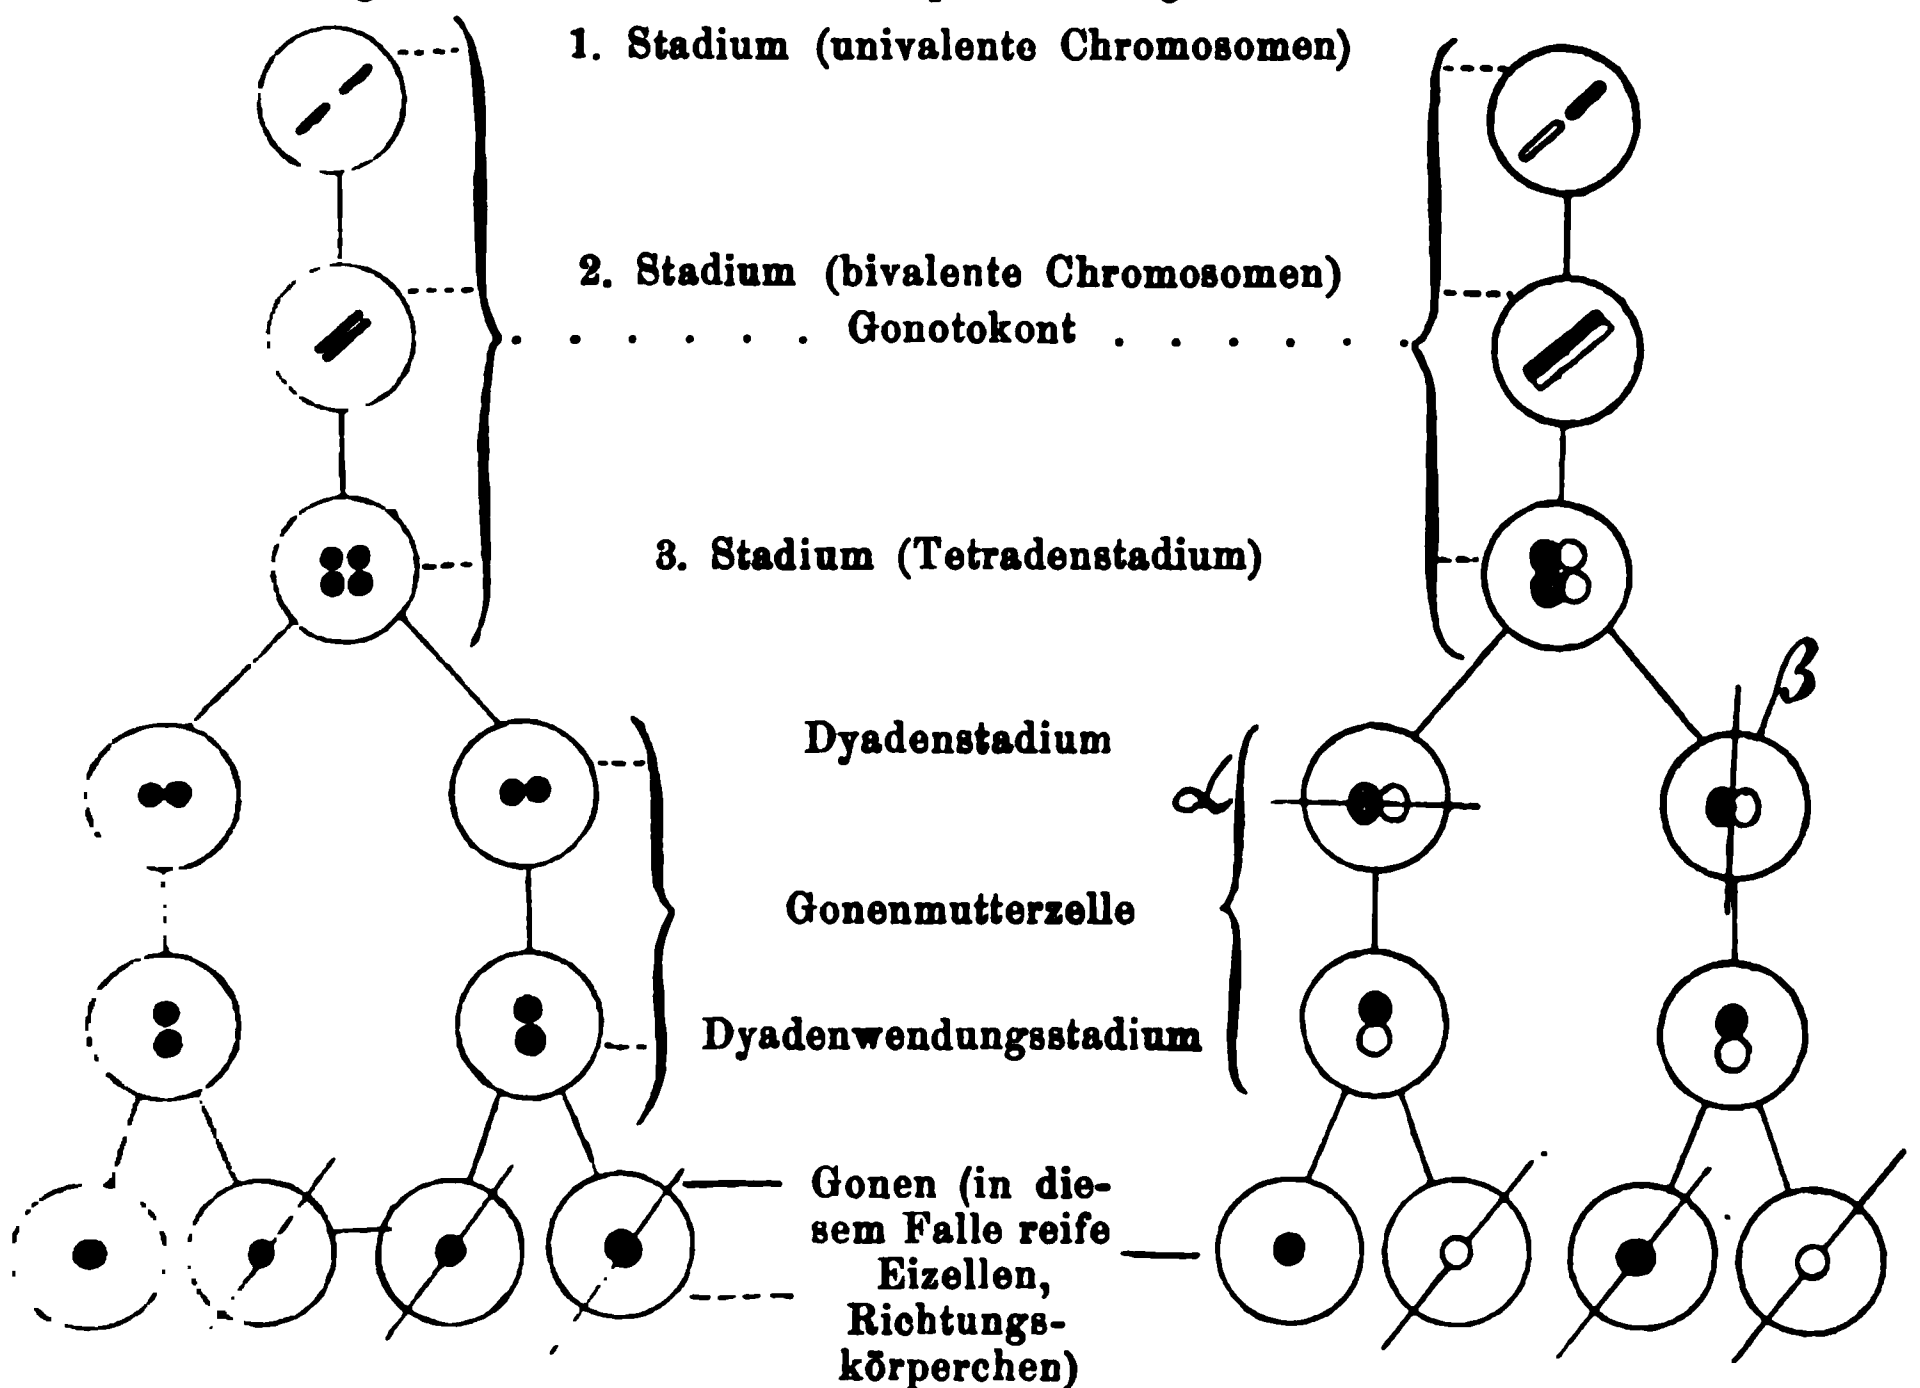 1. Stadium (univalente Chromosomen)
2. Stadium (bivalente Chromosomen)
Gonotokont
3. Stadium (Tetradenstadium)
β
Dyadenstadium
α
Gonenmutterzelle
Dyadenwendungsstadium
Gonen (in die-
sem Falle reife
Eizellen,
Richtungs-
körperchen)